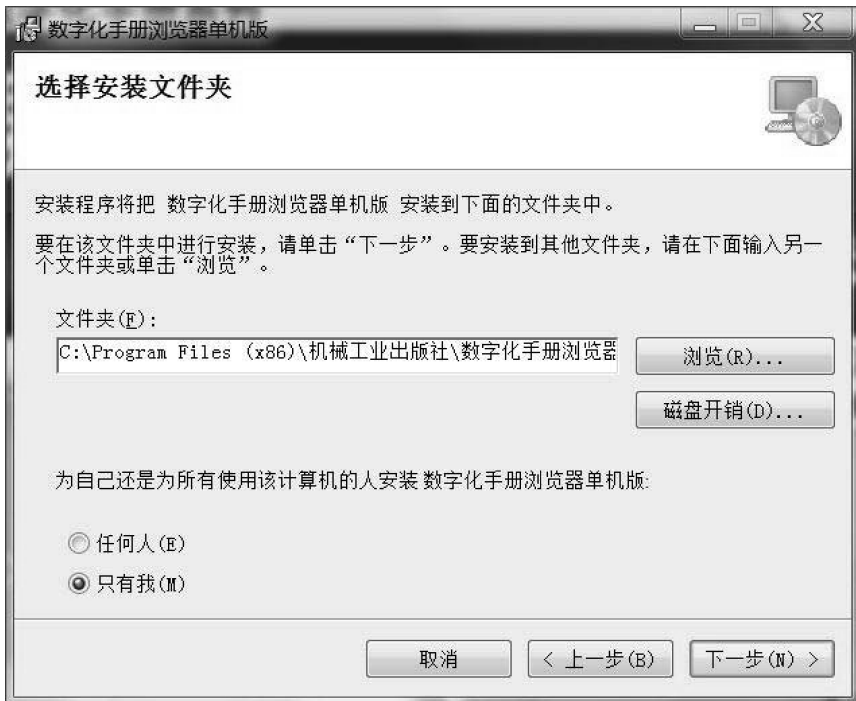 数字化手册浏览器单机版
选择安装文件夹
安装程序将把 数字化手册浏览器单机版 安装到下面的文件夹中。
要在该文件夹中进行安装，请单击“下一步”。要安装到其他文件夹，请在下面输入另一
个文件夹或单击“浏览”。
文件夹(F)：
C:\Program Files (x86)\机械工业出版社\数字化手册浏览器
浏览(R)...
磁盘开销(D)...
为自己还是为所有使用该计算机的人安装 数字化手册浏览器单机版:
任何人(E)
只有我(M)
取消
< 上一步(B)
下一步(N) >